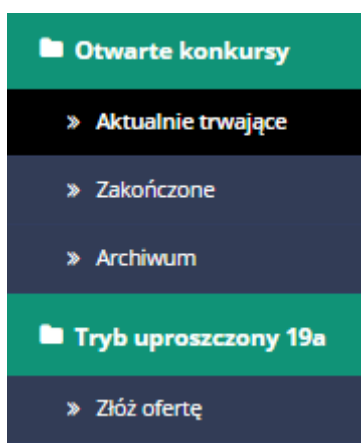 Otwarte konkursy
» Aktualnie trwające
» Zakończone
» Archiwum
Tryb uproszczony 19a
» Złóż ofertę